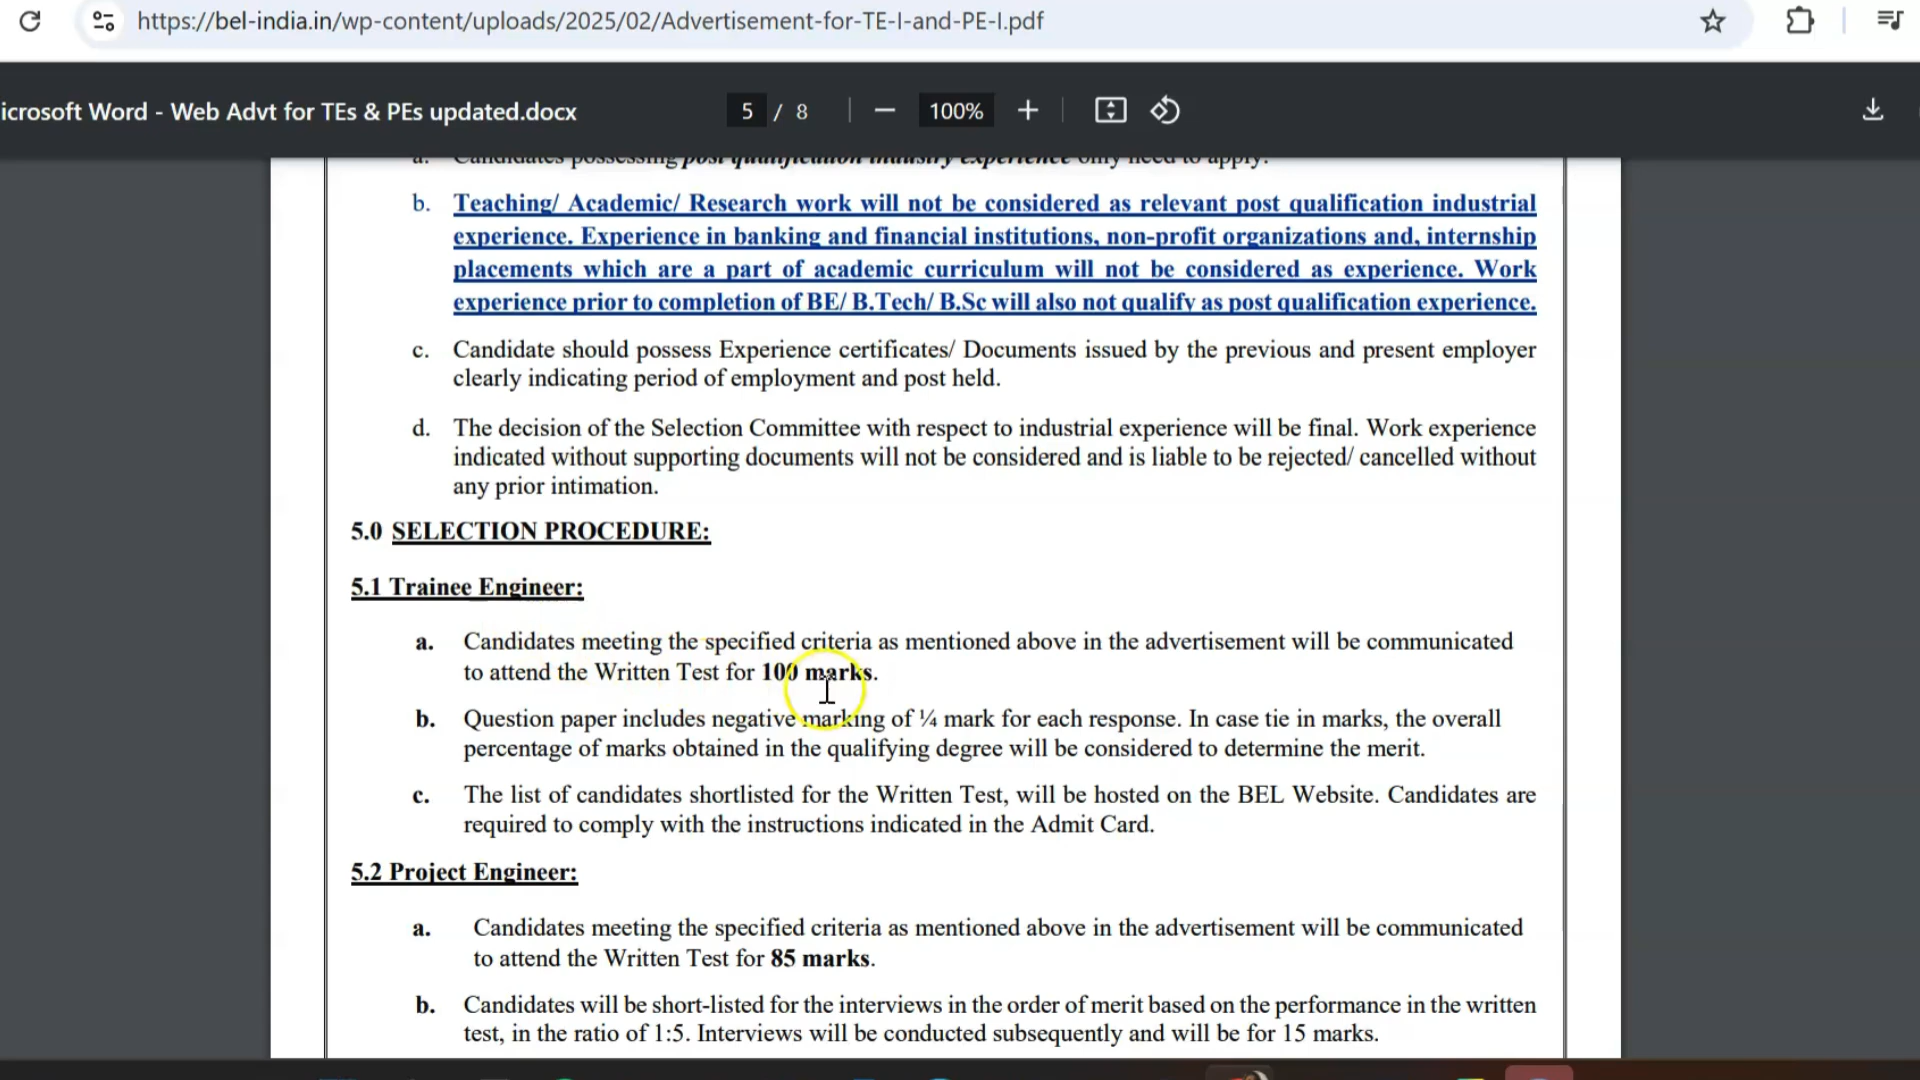 https://bel-india.in/wp-content/uploads/2025/02/Advertisement-for-TE-I-and-PE-I.pdf
icrosoft Word - Web Advt for TEs & PEs updated.docx
5 / 8
100%
a. Candidates possessing post qualification industry experience only need to apply.
b. Teaching/ Academic/ Research work will not be considered as relevant post qualification industrial
experience. Experience in banking and financial institutions, non-profit organizations and, internship
placements which are a part of academic curriculum will not be considered as experience. Work
experience prior to completion of BE/ B.Tech/ B.Sc will also not qualify as post qualification experience.
c. Candidate should possess Experience certificates/ Documents issued by the previous and present employer
clearly indicating period of employment and post held.
d. The decision of the Selection Committee with respect to industrial experience will be final. Work experience
indicated without supporting documents will not be considered and is liable to be rejected/ cancelled without
any prior intimation.
5.0 SELECTION PROCEDURE:
5.1 Trainee Engineer:
a. Candidates meeting the specified criteria as mentioned above in the advertisement will be communicated
to attend the Written Test for 100 marks.
b. Question paper includes negative marking of ¼ mark for each response. In case tie in marks, the overall
percentage of marks obtained in the qualifying degree will be considered to determine the merit.
c. The list of candidates shortlisted for the Written Test, will be hosted on the BEL Website. Candidates are
required to comply with the instructions indicated in the Admit Card.
5.2 Project Engineer:
a. Candidates meeting the specified criteria as mentioned above in the advertisement will be communicated
to attend the Written Test for 85 marks.
b. Candidates will be short-listed for the interviews in the order of merit based on the performance in the written
test, in the ratio of 1:5. Interviews will be conducted subsequently and will be for 15 marks.